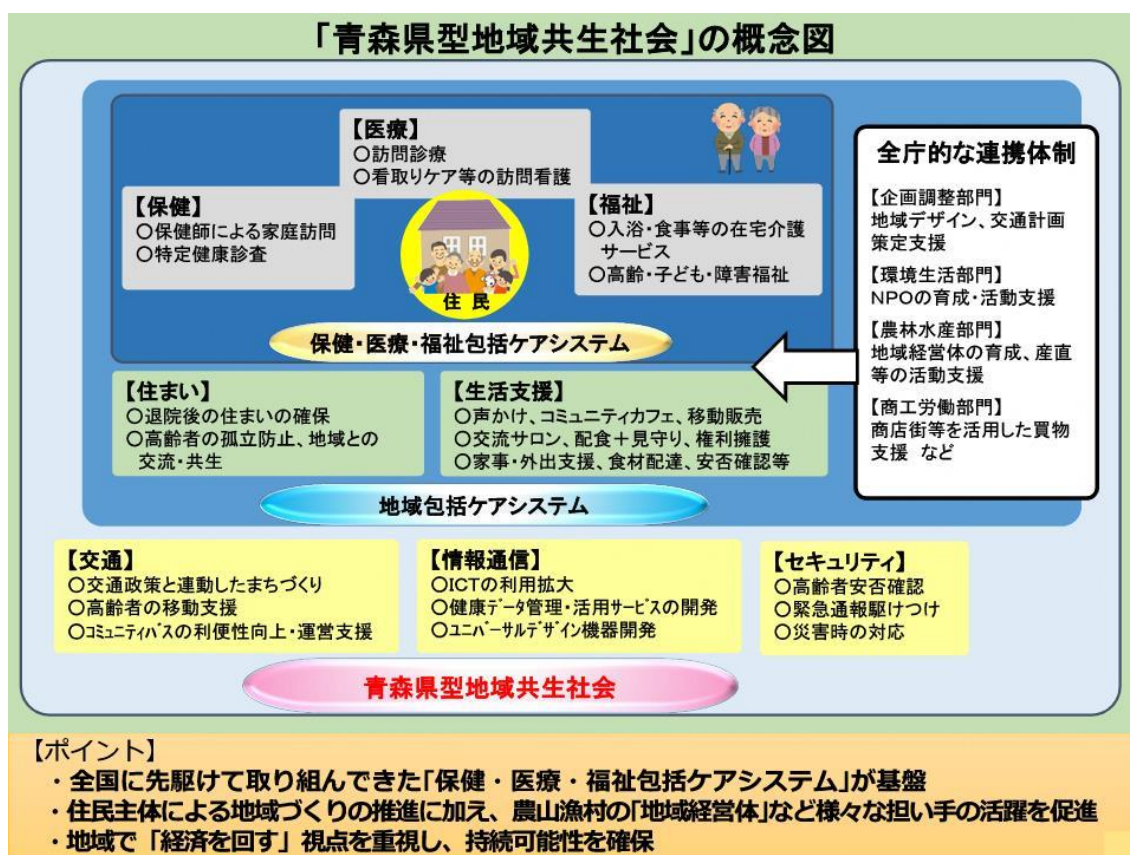 「青森県型地域共生社会」の概念図
【医療】
○訪問診療
○看取りケア等の訪問看護
【保健】
○保健師による家庭訪問
○特定健康診査
【福祉】
○入浴・食事等の在宅介護
サービス
○高齢・子ども・障害福祉
住民
保健・医療・福祉包括ケアシステム
【住まい】
○退院後の住まいの確保
○高齢者の孤立防止、地域との
交流・共生
【生活支援】
○声かけ、コミュニティカフェ、移動販売
○交流サロン、配食＋見守り、権利擁護
○家事・外出支援、食材配達、安否確認等
地域包括ケアシステム
全庁的な連携体制
【企画調整部門】
地域デザイン、交通計画
策定支援
【環境生活部門】
NPOの育成・活動支援
【農林水産部門】
地域経営体の育成、産直
等の活動支援
【商工労働部門】
商店街等を活用した買物
支援 など
【交通】
○交通政策と連動したまちづくり
○高齢者の移動支援
○ｺﾐｭﾆﾃｨﾊﾞｽの利便性向上・運営支援
【情報通信】
○ICTの利用拡大
○健康ﾃﾞｰﾀ管理・活用サービスの開発
○ﾕﾆﾊﾞｰｻﾙﾃﾞｻﾞｲﾝ機器開発
【セキュリティ】
○高齢者安否確認
○緊急通報駆けつけ
○災害時の対応
青森県型地域共生社会
【ポイント】
・全国に先駆けて取り組んできた「保健・医療・福祉包括ケアシステム」が基盤
・住民主体による地域づくりの推進に加え、農山漁村の「地域経営体」など様々な担い手の活躍を促進
・地域で「経済を回す」視点を重視し、持続可能性を確保